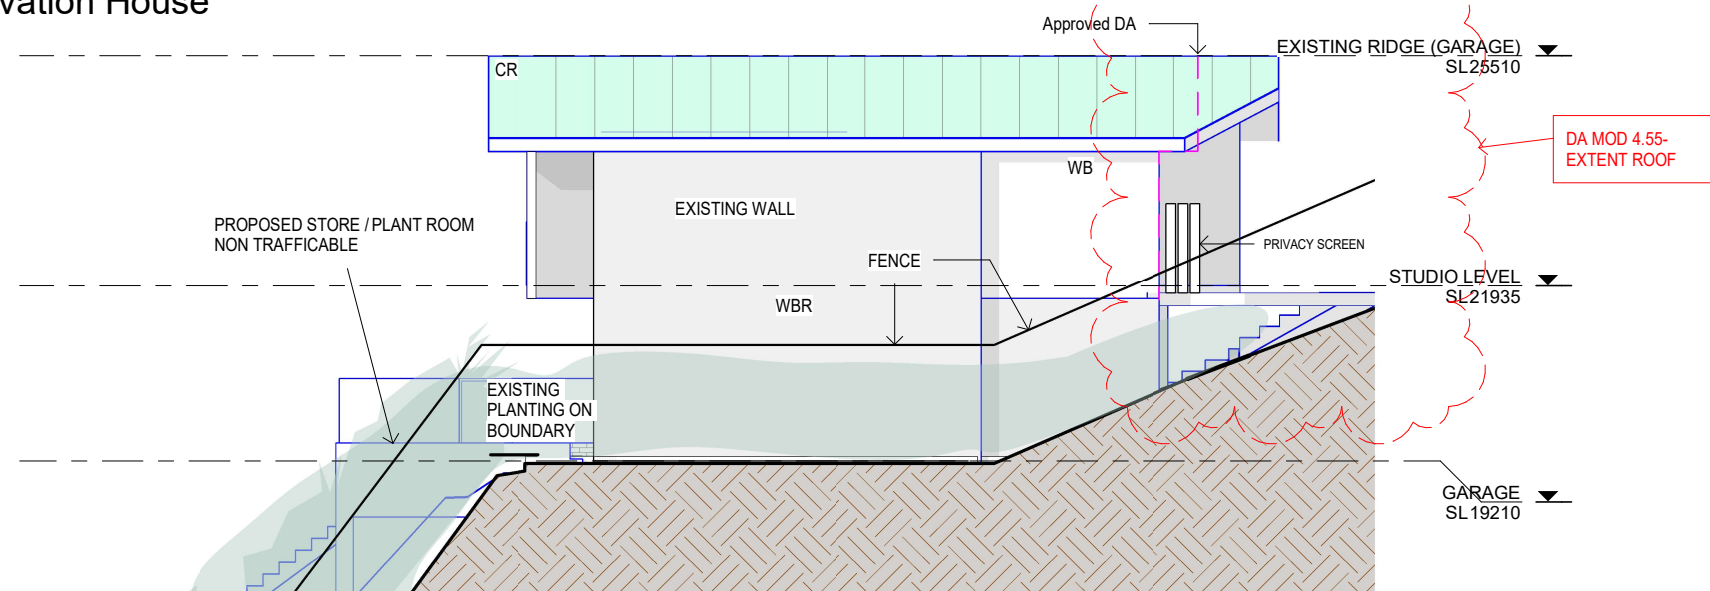 vation House
Approved DA
EXISTING RIDGE (GARAGE)
SL25510
CR
DA MOD 4.55-
EXTENT ROOF
WB
EXISTING WALL
PROPOSED STORE / PLANT ROOM
NON TRAFFICABLE
PRIVACY SCREEN
FENCE
STUDIO LEVEL
SL21935
WBR
EXISTING
PLANTING ON
BOUNDARY
GARAGE
SL19210